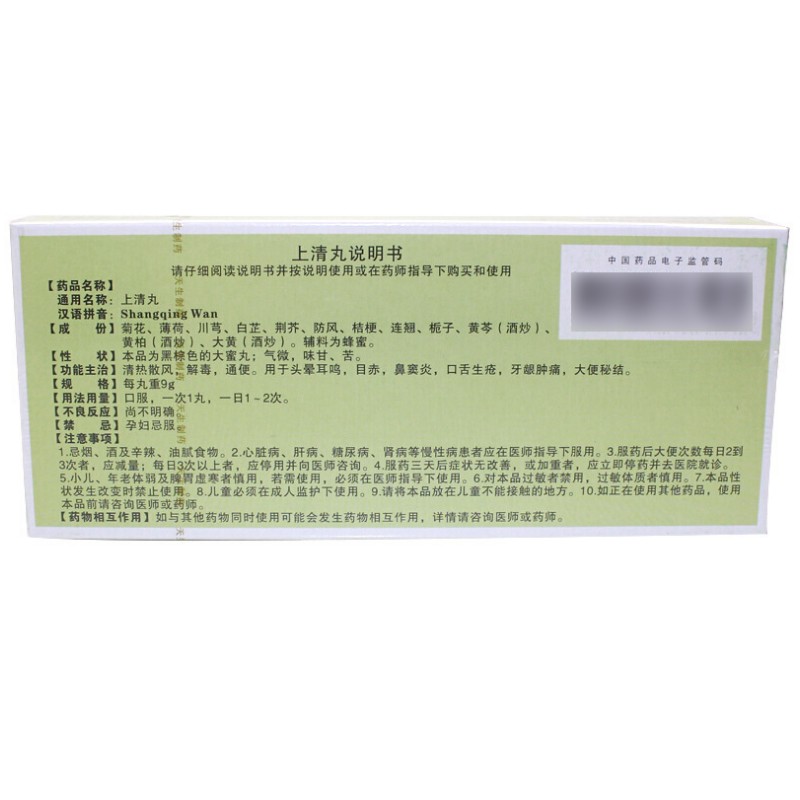 上清丸说明书
请仔细阅读说明书并按说明使用或在药师指导下购买和使用
中国药品电子监管码
【药品名称】
通用名称：上清丸
汉语拼音：Shangqing Wan
【成 份】菊花、薄荷、川芎、白芷、荆芥、防风、桔梗、连翘、栀子、黄芩（酒炒）、
黄柏（酒炒）、大黄（酒炒）。辅料为蜂蜜。
【性 状】本品为黑棕色的大蜜丸；气微，味甘、苦。
【功能主治】清热散风，解毒，通便。用于头晕耳鸣，目赤，鼻窦炎，口舌生疮，牙龈肿痛，大便秘结。
【规 格】每丸重9g
【用法用量】口服，一次1丸，一日1～2次。
【不良反应】尚不明确
【禁 忌】孕妇忌服
【注意事项】
1.忌烟、酒及辛辣、油腻食物。2.心脏病、肝病、糖尿病、肾病等慢性病患者应在医师指导下服用。3.服药后大便次数每日2到
3次者，应减量；每日3次以上者，应停用并向医师咨询。4.服药三天后症状无改善，或加重者，应立即停药并去医院就诊。
5.小儿、年老体弱及脾胃虚寒者慎用，若需使用，必须在医师指导下使用。6.对本品过敏者禁用，过敏体质者慎用。7.本品性
状发生改变时禁止使用。8.儿童必须在成人监护下使用。9.请将本品放在儿童不能接触的地方。10.如正在使用其他药品，使用
本品前请咨询医师或药师。
【药物相互作用】如与其他药物同时使用可能会发生药物相互作用，详情请咨询医师或药师。